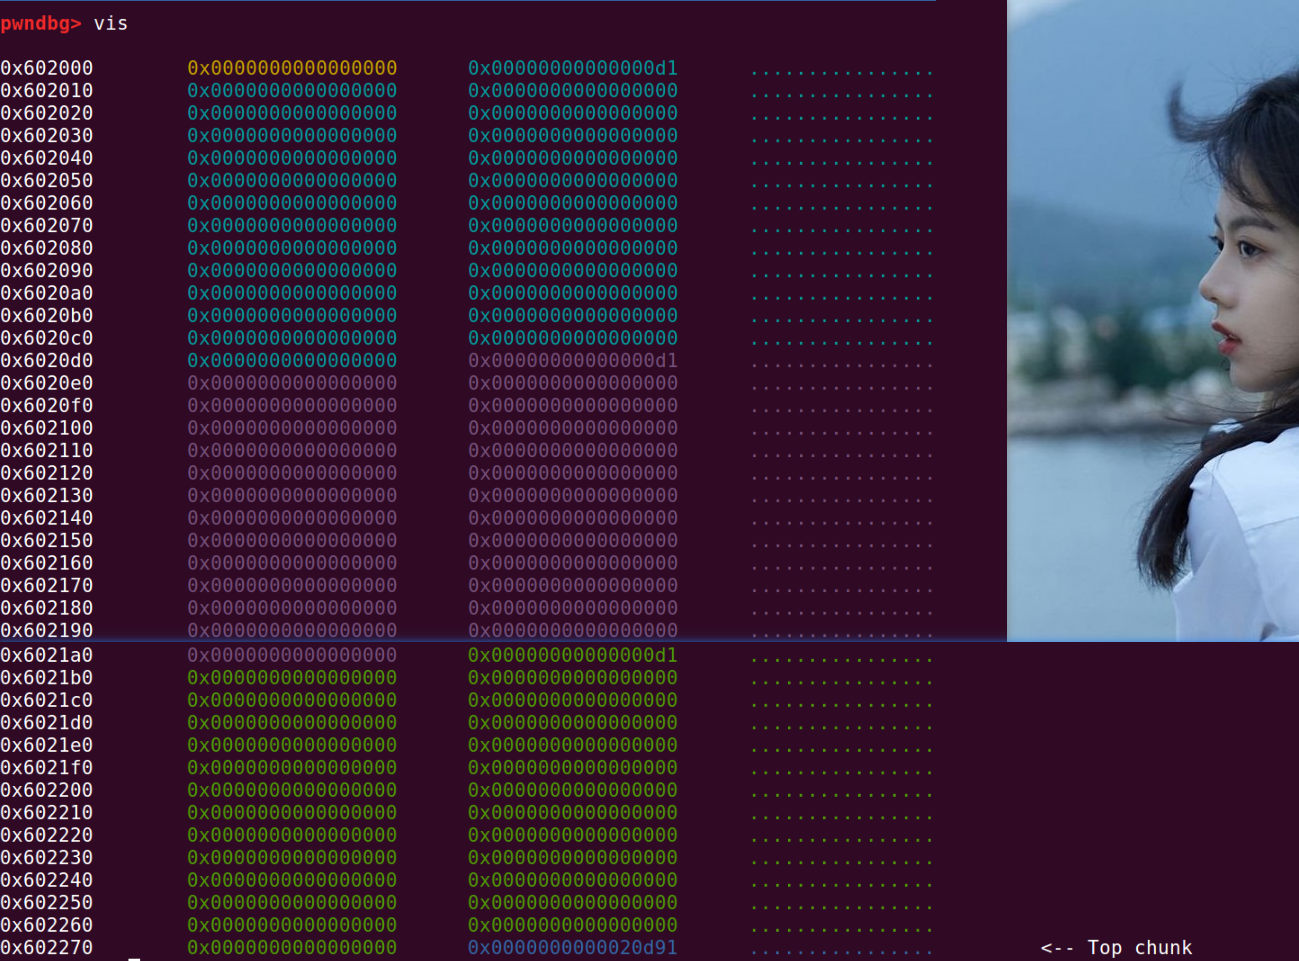 pwndbg> vis
0x602000 0x0000000000000000 0x00000000000000d1 ................
0x602010 0x0000000000000000 0x0000000000000000 ................
0x602020 0x0000000000000000 0x0000000000000000 ................
0x602030 0x0000000000000000 0x0000000000000000 ................
0x602040 0x0000000000000000 0x0000000000000000 ................
0x602050 0x0000000000000000 0x0000000000000000 ................
0x602060 0x0000000000000000 0x0000000000000000 ................
0x602070 0x0000000000000000 0x0000000000000000 ................
0x602080 0x0000000000000000 0x0000000000000000 ................
0x602090 0x0000000000000000 0x0000000000000000 ................
0x6020a0 0x0000000000000000 0x0000000000000000 ................
0x6020b0 0x0000000000000000 0x0000000000000000 ................
0x6020c0 0x0000000000000000 0x0000000000000000 ................
0x6020d0 0x0000000000000000 0x00000000000000d1 ................
0x6020e0 0x0000000000000000 0x0000000000000000 ................
0x6020f0 0x0000000000000000 0x0000000000000000 ................
0x602100 0x0000000000000000 0x0000000000000000 ................
0x602110 0x0000000000000000 0x0000000000000000 ................
0x602120 0x0000000000000000 0x0000000000000000 ................
0x602130 0x0000000000000000 0x0000000000000000 ................
0x602140 0x0000000000000000 0x0000000000000000 ................
0x602150 0x0000000000000000 0x0000000000000000 ................
0x602160 0x0000000000000000 0x0000000000000000 ................
0x602170 0x0000000000000000 0x0000000000000000 ................
0x602180 0x0000000000000000 0x0000000000000000 ................
0x602190 0x0000000000000000 0x0000000000000000 ................
0x6021a0 0x0000000000000000 0x00000000000000d1 ................
0x6021b0 0x0000000000000000 0x0000000000000000 ................
0x6021c0 0x0000000000000000 0x0000000000000000 ................
0x6021d0 0x0000000000000000 0x0000000000000000 ................
0x6021e0 0x0000000000000000 0x0000000000000000 ................
0x6021f0 0x0000000000000000 0x0000000000000000 ................
0x602200 0x0000000000000000 0x0000000000000000 ................
0x602210 0x0000000000000000 0x0000000000000000 ................
0x602220 0x0000000000000000 0x0000000000000000 ................
0x602230 0x0000000000000000 0x0000000000000000 ................
0x602240 0x0000000000000000 0x0000000000000000 ................
0x602250 0x0000000000000000 0x0000000000000000 ................
0x602260 0x0000000000000000 0x0000000000000000 ................
0x602270 0x0000000000000000 0x0000000000020d91 ................ <-- Top chunk